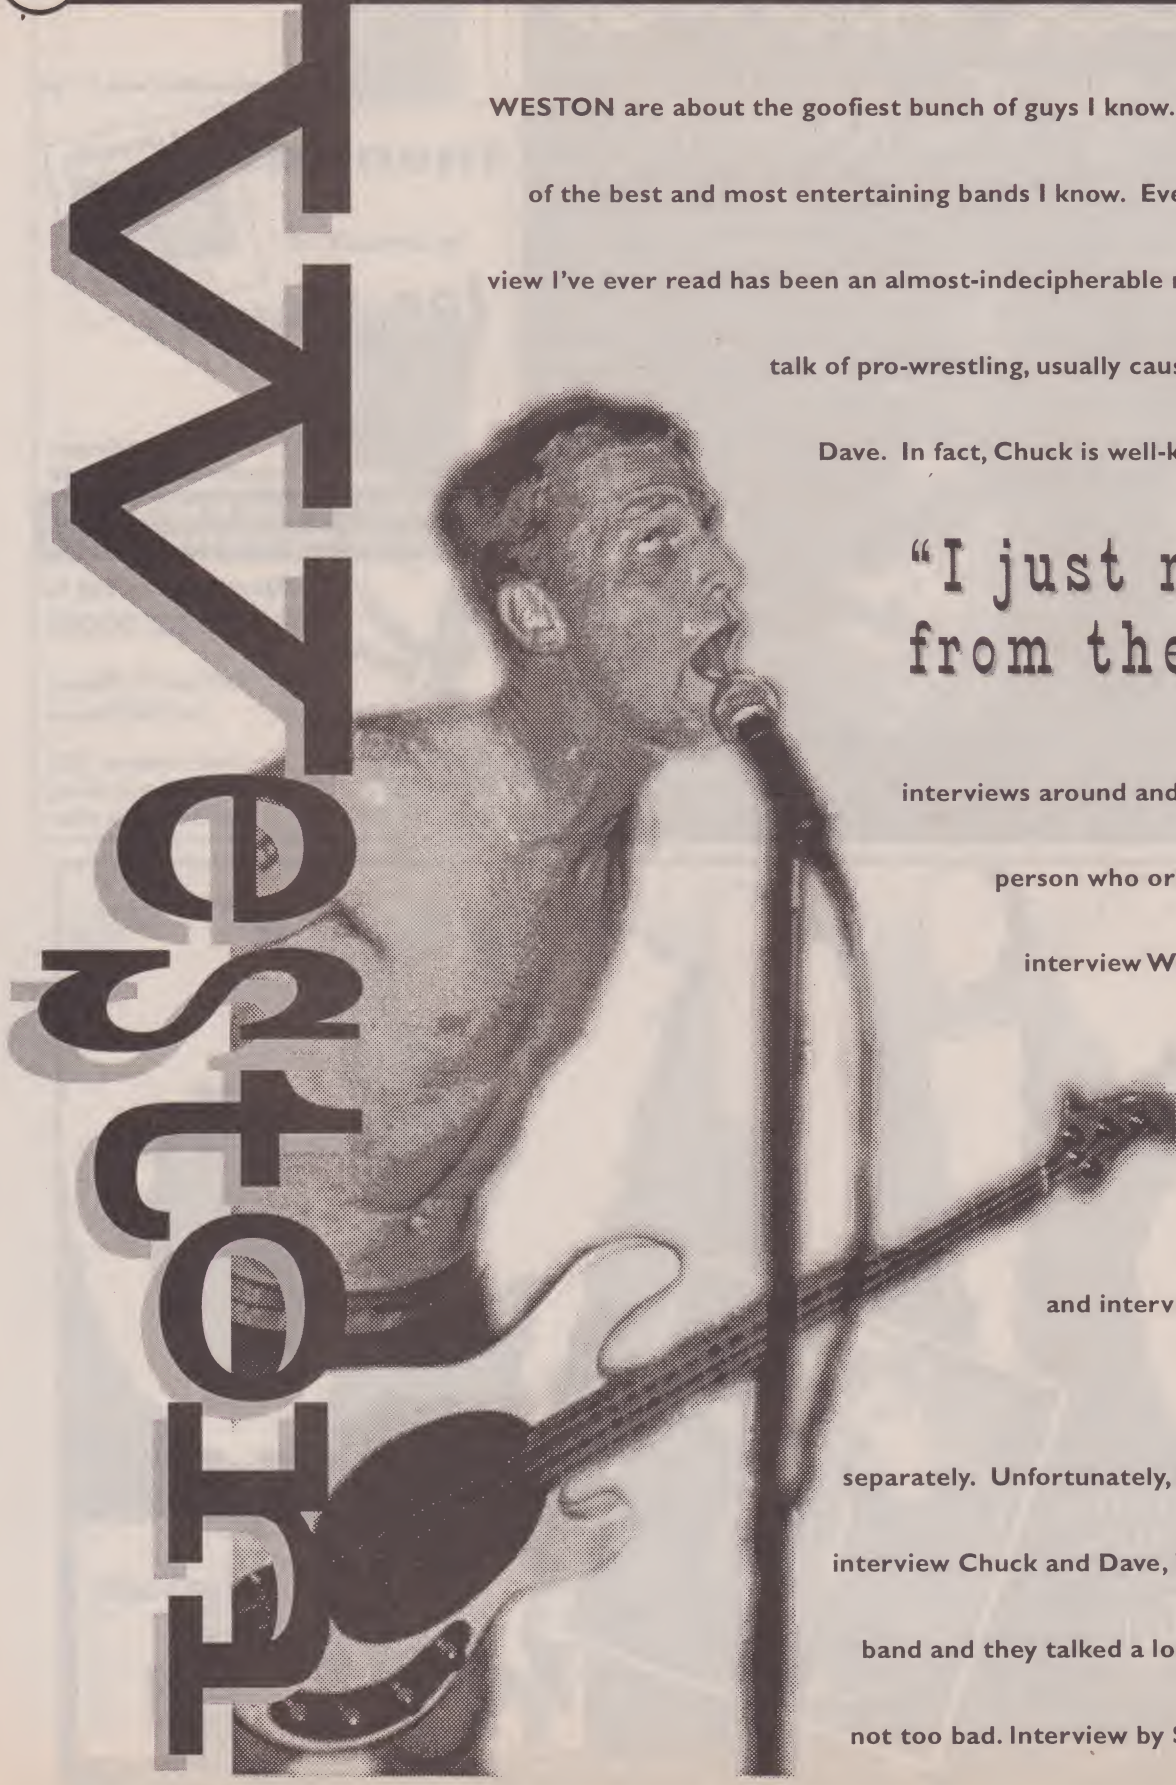 Weston
WESTON are about the goofiest bunch of guys I know.
of the best and most entertaining bands I know. Eve
view I've ever read has been an almost-indecipherable
talk of pro-wrestling, usually caus
Dave. In fact, Chuck is well-k
“I just
from the
interviews around and
person who or
interview W
and interv
separately. Unfortunately,
interview Chuck and Dave,
band and they talked a lo
not too bad. Interview by S